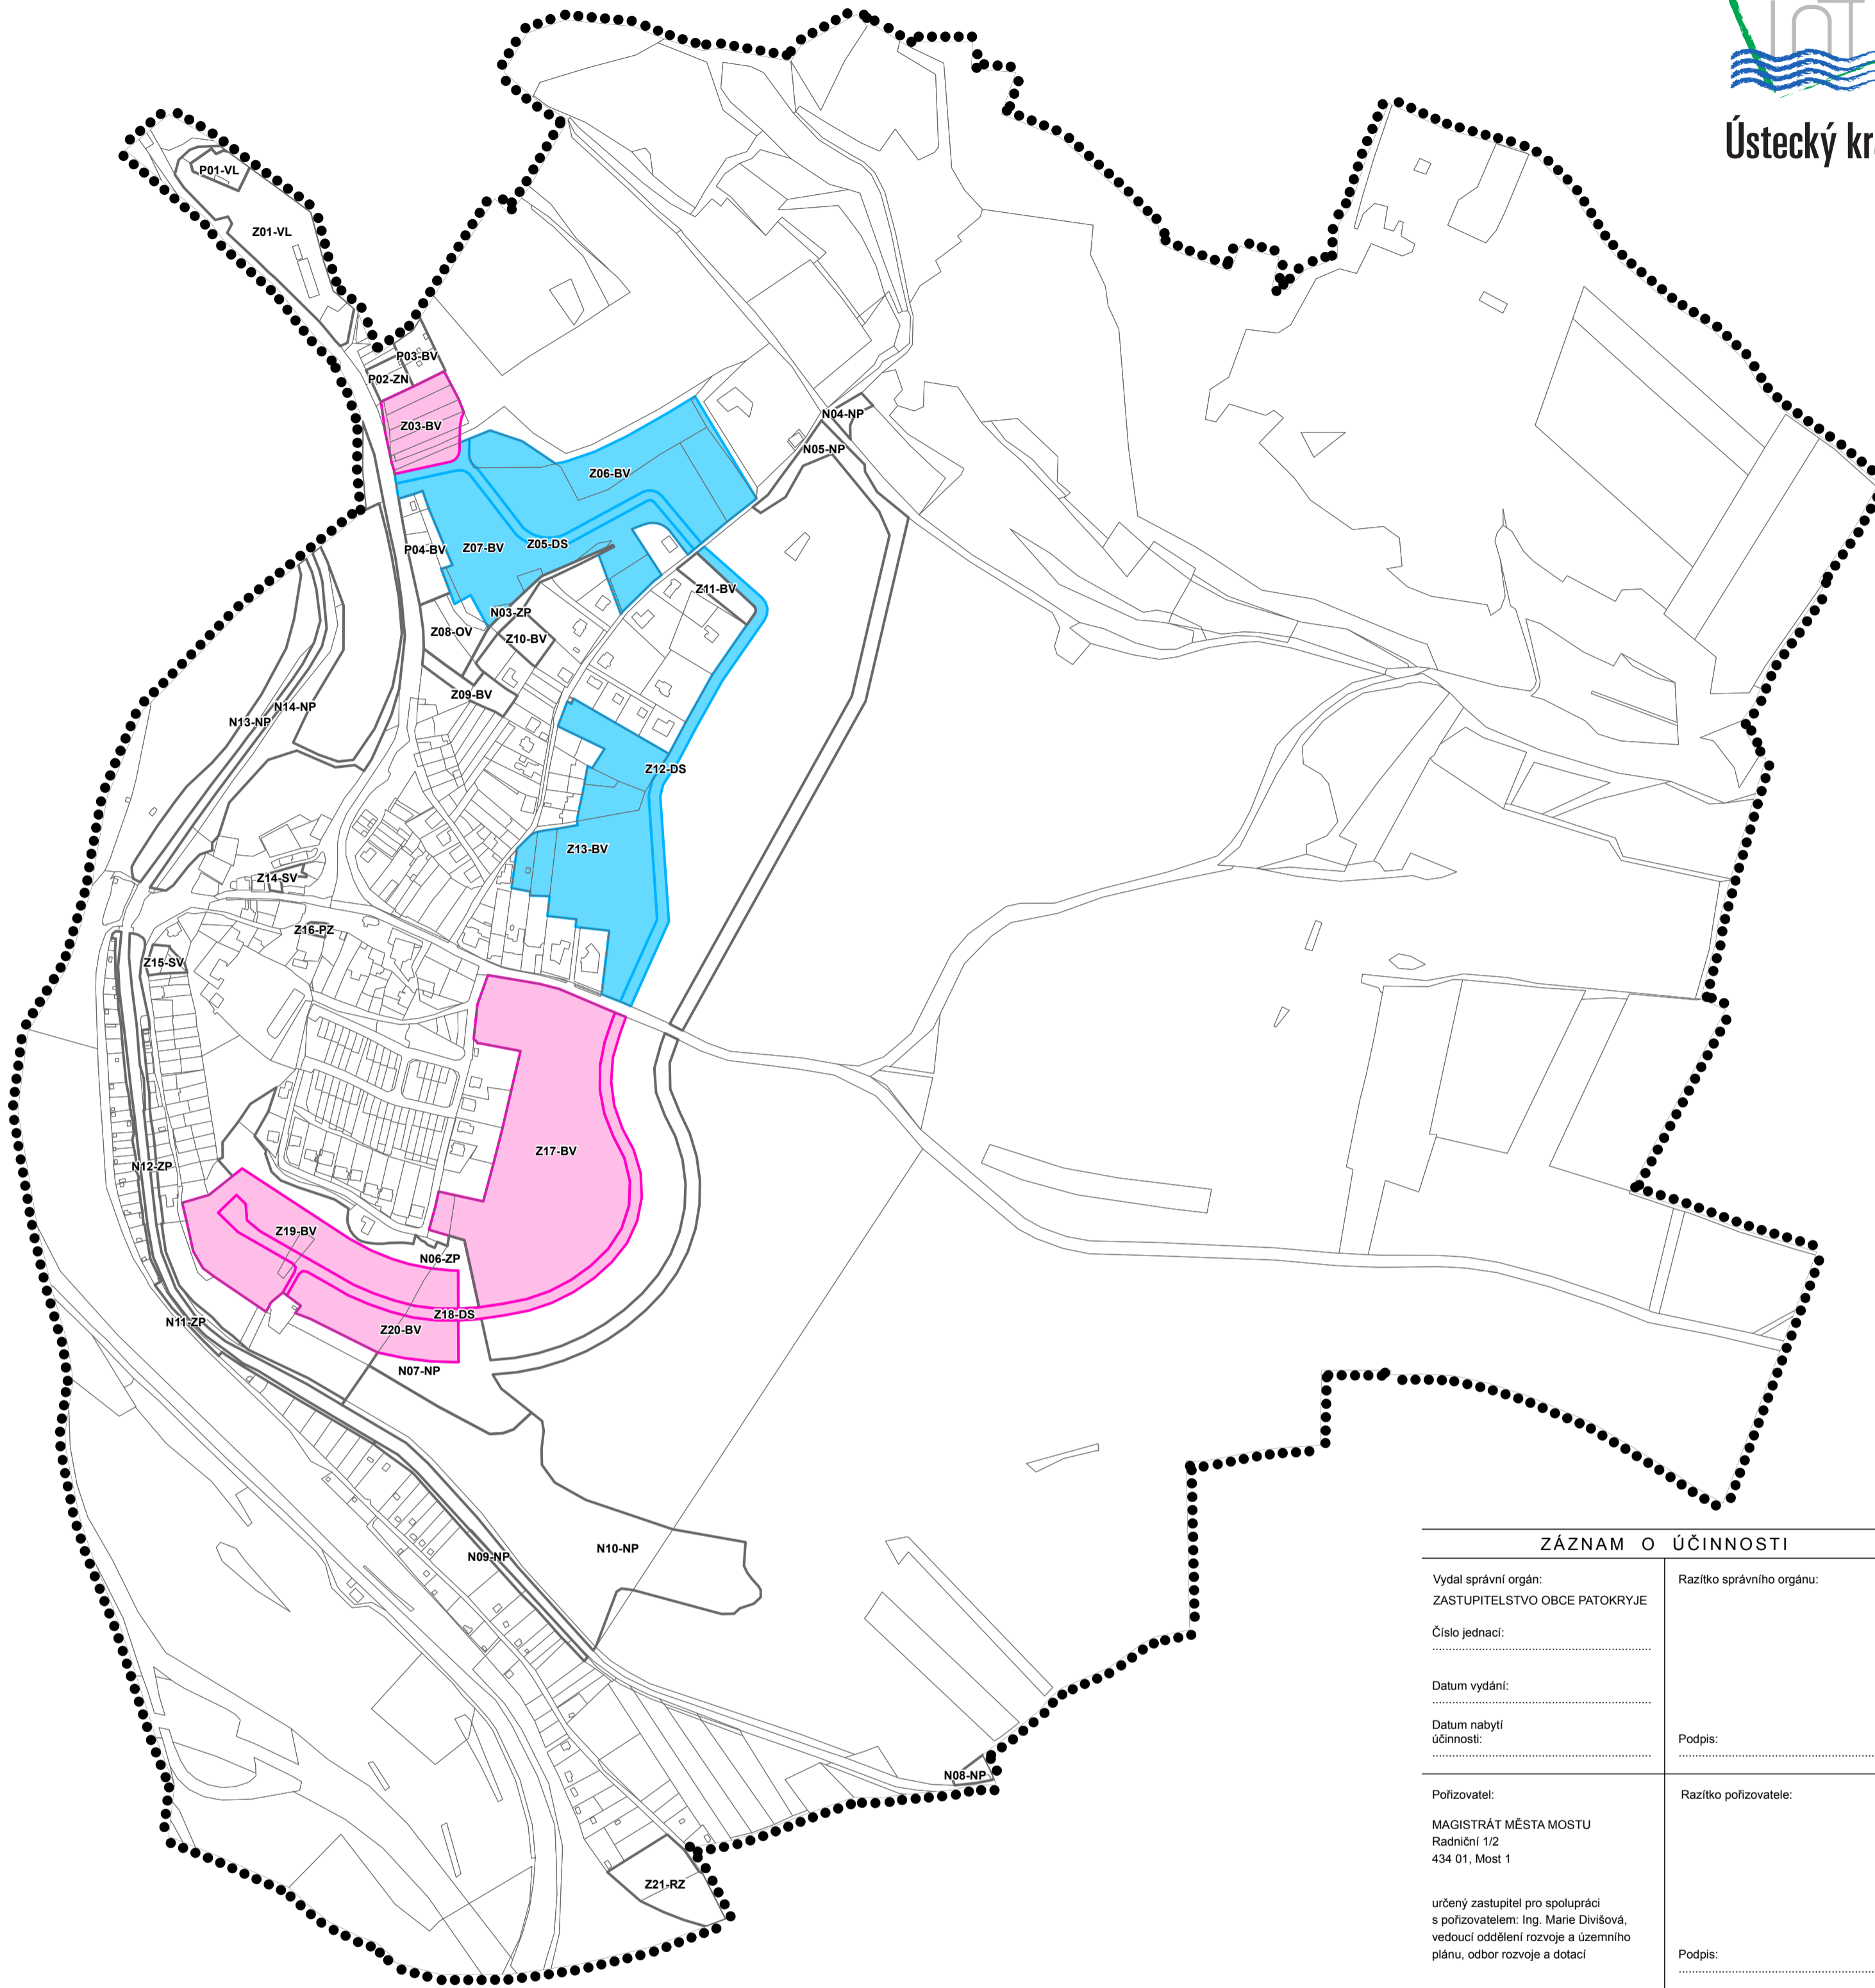 Ústecký kr
P01-VL
Z01-VL
P03-BV
P02-ZN
Z03-BV
N04-NP
N05-NP
Z06-BV
P04-BV
Z07-BV
Z05-DS
Z11-BV
N03-ZP
Z08-OV
Z10-BV
Z09-BV
N14-NP
N13-NP
Z12-DS
Z13-BV
Z14-SV
Z16-PZ
Z15-SV
Z17-BV
N12-ZP
Z19-BV
N06-ZP
Z18-DS
N11-ZP
Z20-BV
N07-NP
N10-NP
N09-NP
N08-NP
Z21-RZ
ZÁZNAM O ÚČINNOSTI
Vydal správní orgán:
ZASTUPITELSTVO OBCE PATOKRYJE
Číslo jednací:
Datum vydání:
Datum nabytí
účinnosti:
Razítko správního orgánu:
Podpis:
Pořizovatel:
MAGISTRÁT MĚSTA MOSTU
Radniční 1/2
434 01, Most 1
určený zastupitel pro spolupráci
s pořizovatelem: Ing. Marie Divišová,
vedoucí oddělení rozvoje a územního
plánu, odbor rozvoje a dotací
Razítko pořizovatele:
Podpis: